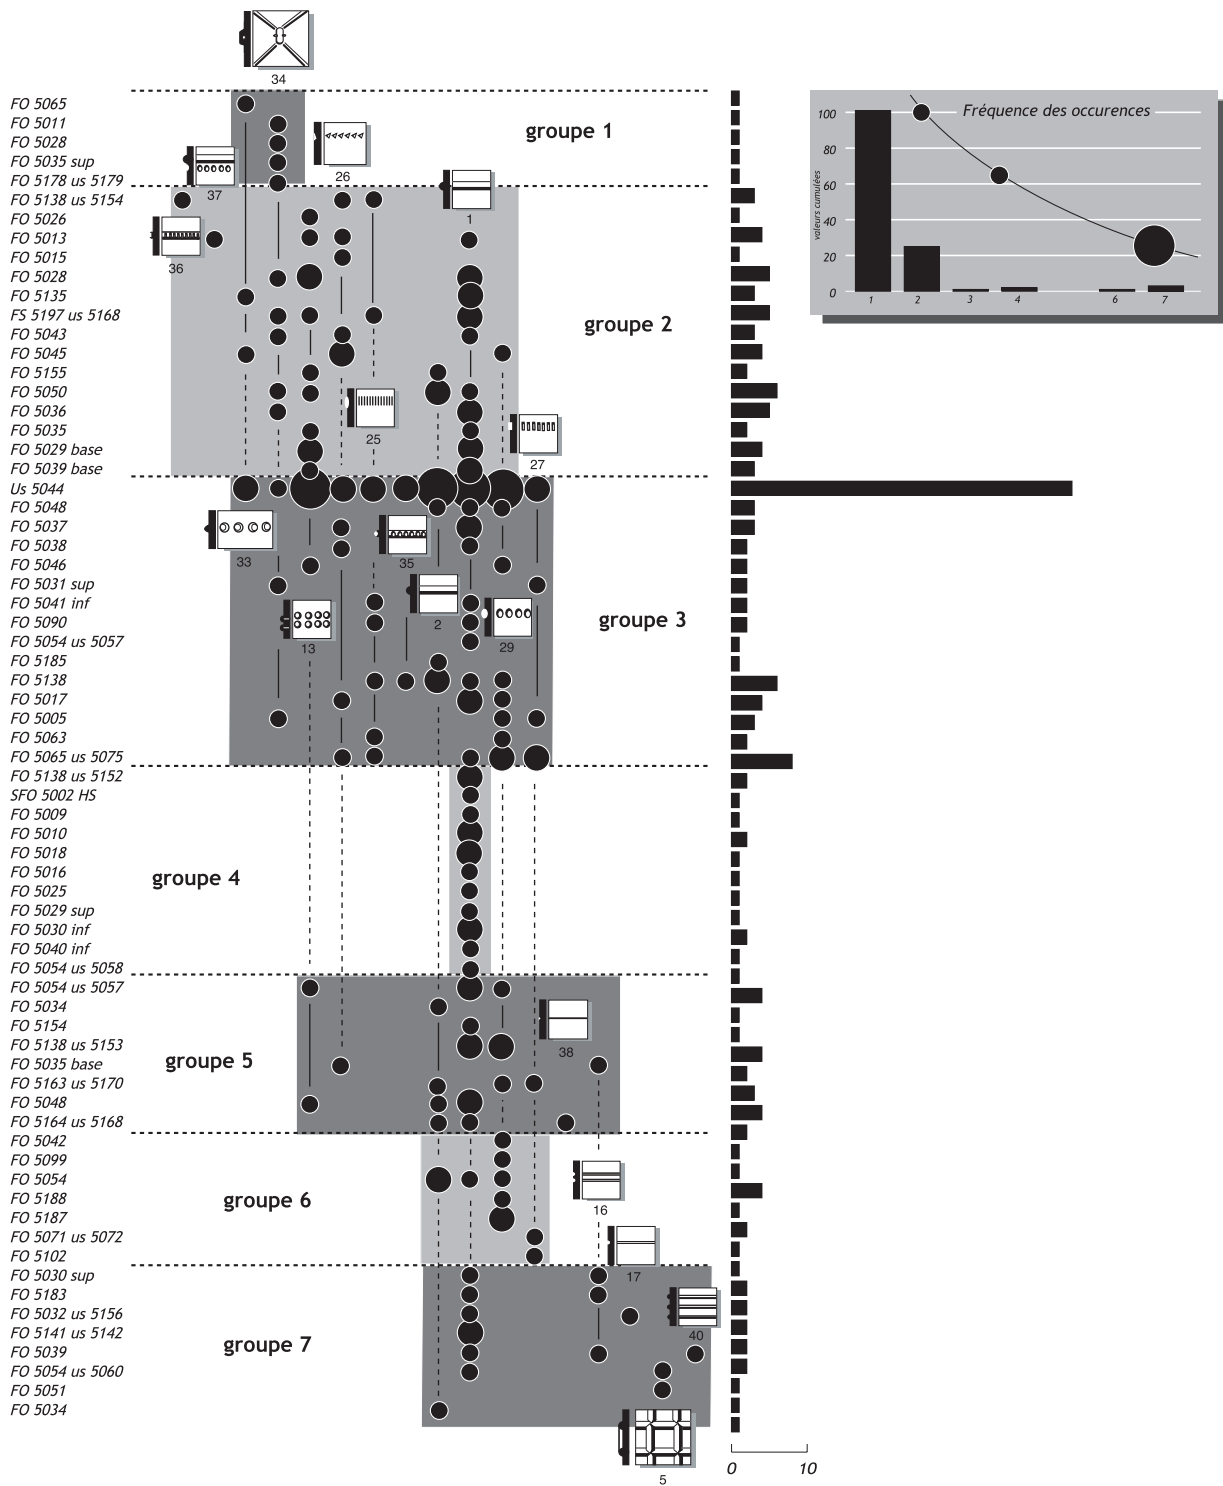 34
FO 5065
FO 5011
FO 5028
FO 5035 sup
FO 5178 us 5179
groupe 1
37
26
1
FO 5138 us 5154
FO 5026
FO 5013
FO 5015
FO 5028
FO 5135
FS 5197 us 5168
FO 5043
FO 5045
FO 5155
FO 5050
FO 5036
FO 5035
FO 5029 base
FO 5039 base
36
groupe 2
25
27
Us 5044
FO 5048
FO 5037
FO 5038
FO 5046
FO 5031 sup
FO 5041 inf
FO 5090
FO 5054 us 5057
FO 5185
FO 5138
FO 5017
FO 5005
FO 5063
FO 5065 us 5075
33
35
2
13
29
groupe 3
FO 5138 us 5152
SFO 5002 HS
FO 5009
FO 5010
FO 5018
FO 5016
FO 5025
FO 5029 sup
FO 5030 inf
FO 5040 inf
FO 5054 us 5058
groupe 4
FO 5054 us 5057
FO 5034
FO 5154
FO 5138 us 5153
FO 5035 base
FO 5163 us 5170
FO 5048
FO 5164 us 5168
groupe 5
38
FO 5042
FO 5099
FO 5054
FO 5188
FO 5187
FO 5071 us 5072
FO 5102
groupe 6
16
17
FO 5030 sup
FO 5183
FO 5032 us 5156
FO 5141 us 5142
FO 5039
FO 5054 us 5060
FO 5051
FO 5034
groupe 7
40
5
0 10
Fréquence des occurences
valeurs cumulées
100
80
60
40
20
0
1 2 3 4 6 7